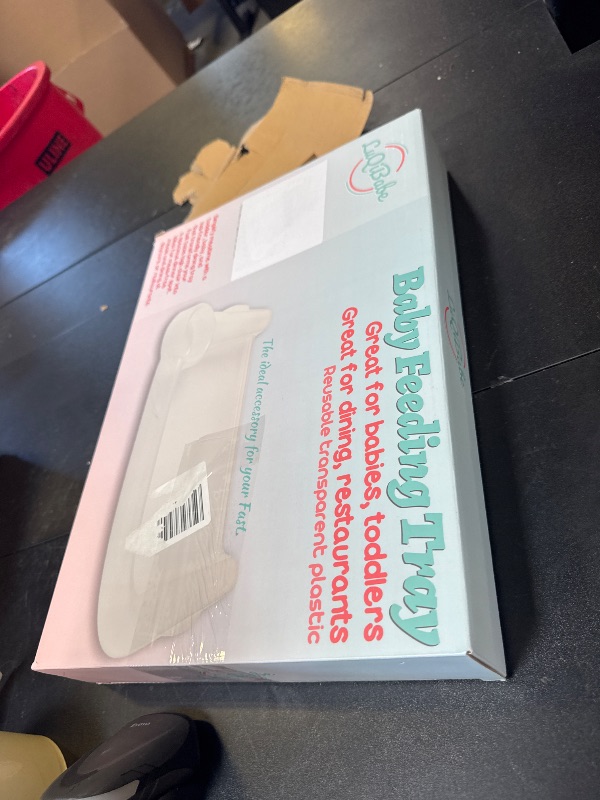 LuQiBabe
Baby Feeding Tray
Great for babies, toddlers
Great for dining, restaurants
Reusable transparent plastic
The ideal accessory for your Fast
ULINE